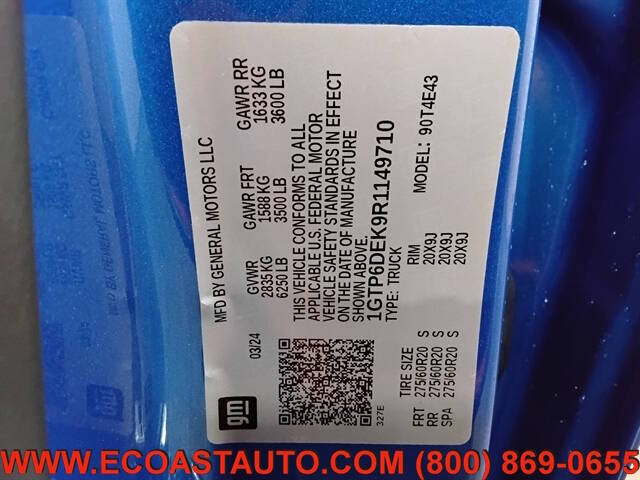 MFD BY GENERAL MOTORS LLC
03/24
GVWR
2835 KG
6250 LB
GAWR FRT
1588 KG
3500 LB
GAWR RR
1633 KG
3600 LB
THIS VEHICLE CONFORMS TO ALL
APPLICABLE U.S. FEDERAL MOTOR
VEHICLE SAFETY STANDARDS IN EFFECT
ON THE DATE OF MANUFACTURE
SHOWN ABOVE.
1GTP6DEK9R1149710
TYPE: TRUCK
MODEL: 90T4E43
gm
327E
TIRE SIZE RIM
FRT 275/60R20 S 20X9J
RR 275/60R20 S 20X9J
SPA 275/60R20 S 20X9J
WWW.ECOASTAUTO.COM (800) 869-0655